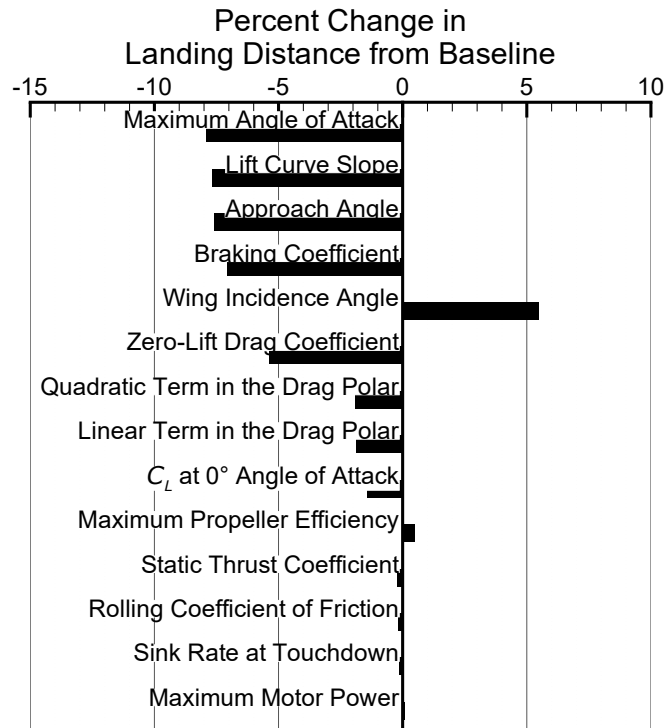 Percent Change in
Landing Distance from Baseline
-15 -10 -5 0 5 10
Maximum Angle of Attack
Lift Curve Slope
Approach Angle
Braking Coefficient
Wing Incidence Angle
Zero-Lift Drag Coefficient
Quadratic Term in the Drag Polar
Linear Term in the Drag Polar
C_L at 0° Angle of Attack
Maximum Propeller Efficiency
Static Thrust Coefficient
Rolling Coefficient of Friction
Sink Rate at Touchdown
Maximum Motor Power